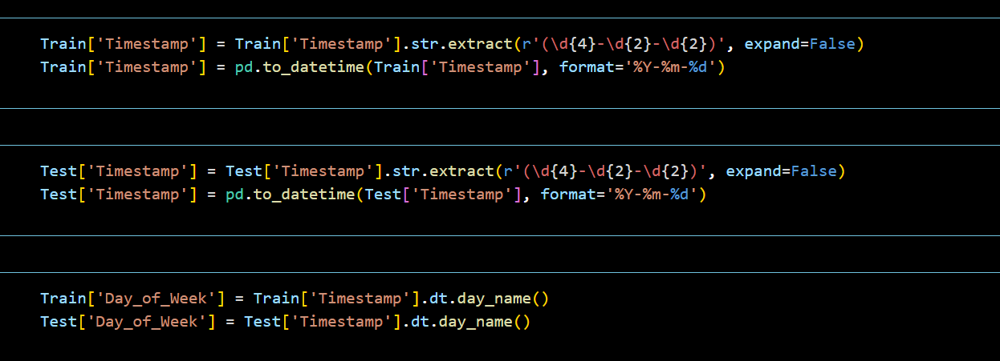 Train['Timestamp'] = Train['Timestamp'].str.extract(r'(\d{4}-\d{2}-\d{2})', expand=False)
Train['Timestamp'] = pd.to_datetime(Train['Timestamp'], format='%Y-%m-%d')
Test['Timestamp'] = Test['Timestamp'].str.extract(r'(\d{4}-\d{2}-\d{2})', expand=False)
Test['Timestamp'] = pd.to_datetime(Test['Timestamp'], format='%Y-%m-%d')
Train['Day_of_Week'] = Train['Timestamp'].dt.day_name()
Test['Day_of_Week'] = Test['Timestamp'].dt.day_name()